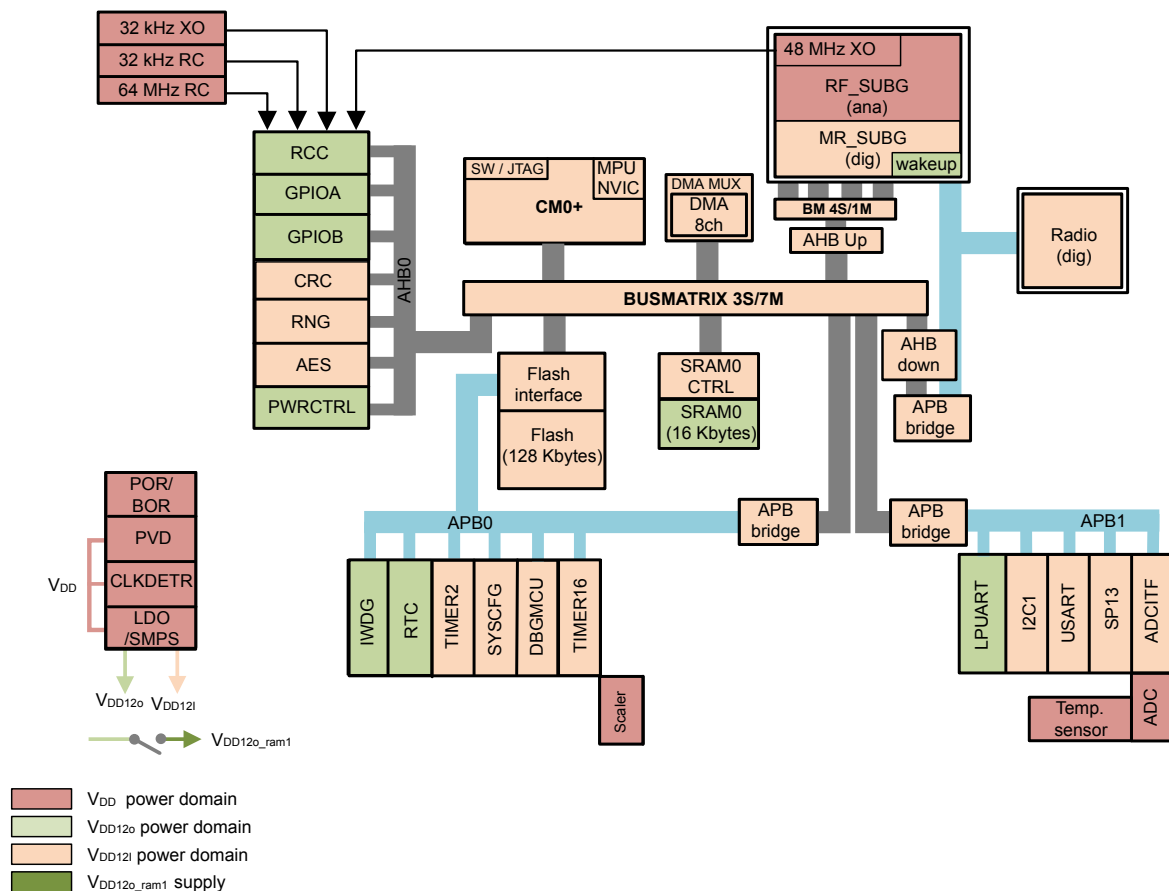 32 kHz XO
32 kHz RC
64 MHz RC
48 MHz XO
RF_SUBG
(ana)
MR_SUBG
(dig)
wakeup
RCC
GPIOA
GPIOB
CRC
RNG
AES
PWRCTRL
AHB0
SW / JTAG
MPU
NVIC
CM0+
DMA MUX
DMA
8ch
BM 4S/1M
AHB Up
Radio
(dig)
BUSMATRIX 3S/7M
Flash
interface
Flash
(128 Kbytes)
SRAM0
CTRL
SRAM0
(16 Kbytes)
AHB
down
APB
bridge
POR/
BOR
PVD
CLKDETR
LDO
/SMPS
VDD
VDD12o
VDD12I
VDD12o_ram1
APB0
APB
bridge
APB
bridge
APB1
IWDG
RTC
TIMER2
SYSCFG
DBGMCU
TIMER16
Scaler
LPUART
I2C1
USART
SP13
ADCITF
Temp.
sensor
ADC
VDD power domain
VDD12o power domain
VDD12I power domain
VDD12o_ram1 supply